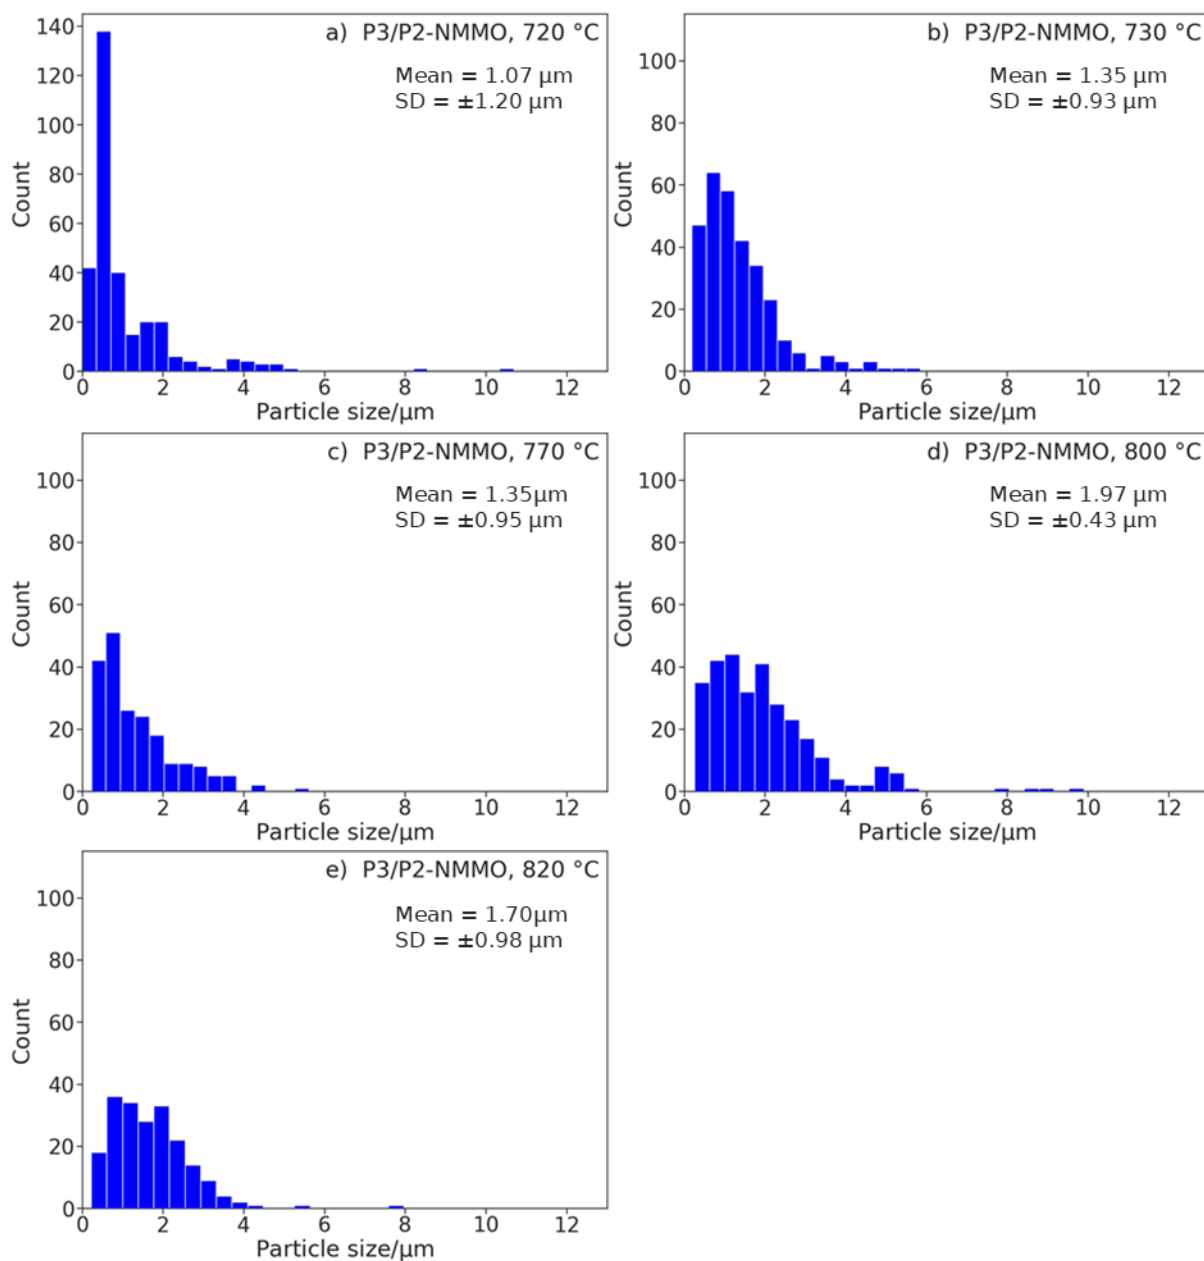 a) P3/P2-NMMO, 720 °C
Mean = 1.07 µm
SD = ±1.20 µm
140
120
100
80
60
40
20
0
Count
0 2 4 6 8 10 12
Particle size/µm
b) P3/P2-NMMO, 730 °C
Mean = 1.35 µm
SD = ±0.93 µm
100
80
60
40
20
0
Count
0 2 4 6 8 10 12
Particle size/µm
c) P3/P2-NMMO, 770 °C
Mean = 1.35µm
SD = ±0.95 µm
100
80
60
40
20
0
Count
0 2 4 6 8 10 12
Particle size/µm
d) P3/P2-NMMO, 800 °C
Mean = 1.97 µm
SD = ±0.43 µm
100
80
60
40
20
0
Count
0 2 4 6 8 10 12
Particle size/µm
e) P3/P2-NMMO, 820 °C
Mean = 1.70µm
SD = ±0.98 µm
100
80
60
40
20
0
Count
0 2 4 6 8 10 12
Particle size/µm